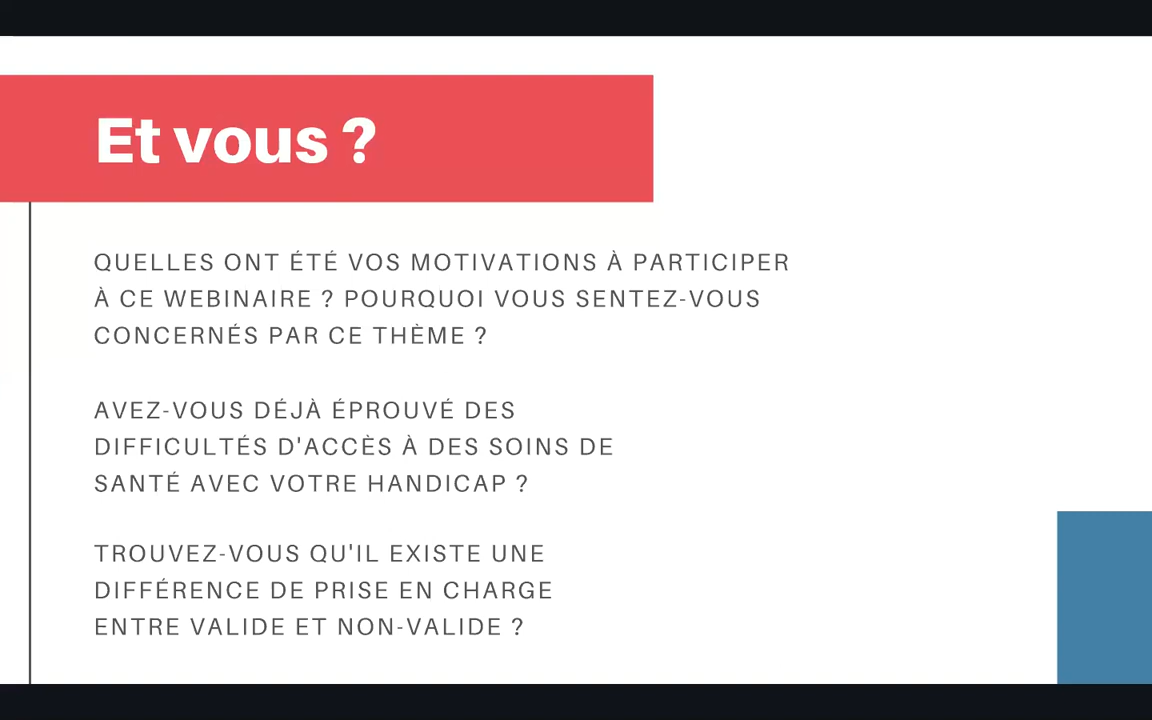 Et vous ?
QUELLES ONT ÉTÉ VOS MOTIVATIONS À PARTICIPER
À CE WEBINAIRE ? POURQUOI VOUS SENTEZ-VOUS
CONCERNÉS PAR CE THÈME ?
AVEZ-VOUS DÉJÀ ÉPROUVÉ DES
DIFFICULTÉS D'ACCÈS À DES SOINS DE
SANTÉ AVEC VOTRE HANDICAP ?
TROUVEZ-VOUS QU'IL EXISTE UNE
DIFFÉRENCE DE PRISE EN CHARGE
ENTRE VALIDE ET NON-VALIDE ?